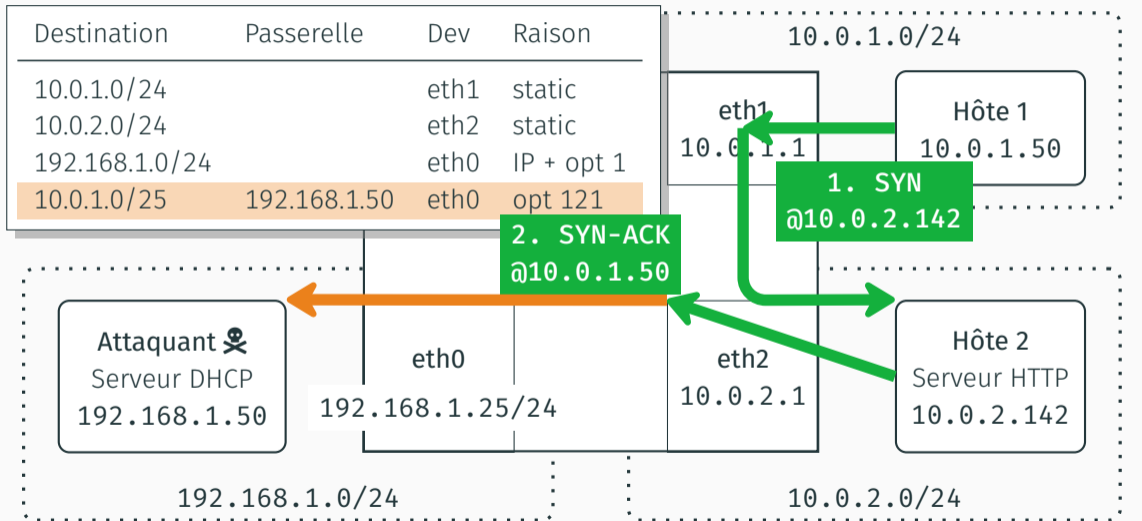 Destination Passerelle Dev Raison
10.0.1.0/24 eth1 static
10.0.2.0/24 eth2 static
192.168.1.0/24 eth0 IP + opt 1
10.0.1.0/25 192.168.1.50 eth0 opt 121
10.0.1.0/24
eth1
10.0.1.1
Hôte 1
10.0.1.50
1. SYN
@10.0.2.142
2. SYN-ACK
@10.0.1.50
Attaquant ☠
Serveur DHCP
192.168.1.50
eth0
192.168.1.25/24
eth2
10.0.2.1
Hôte 2
Serveur HTTP
10.0.2.142
192.168.1.0/24
10.0.2.0/24